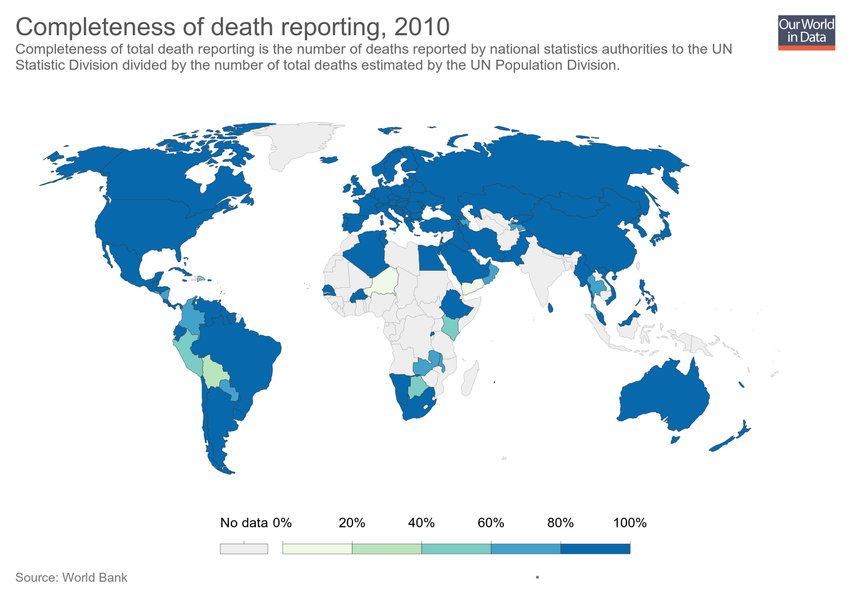 Completeness of death reporting, 2010
Our World
in Data
Completeness of total death reporting is the number of deaths reported by national statistics authorities to the UN
Statistic Division divided by the number of total deaths estimated by the UN Population Division.
No data 0% 20% 40% 60% 80% 100%
Source: World Bank